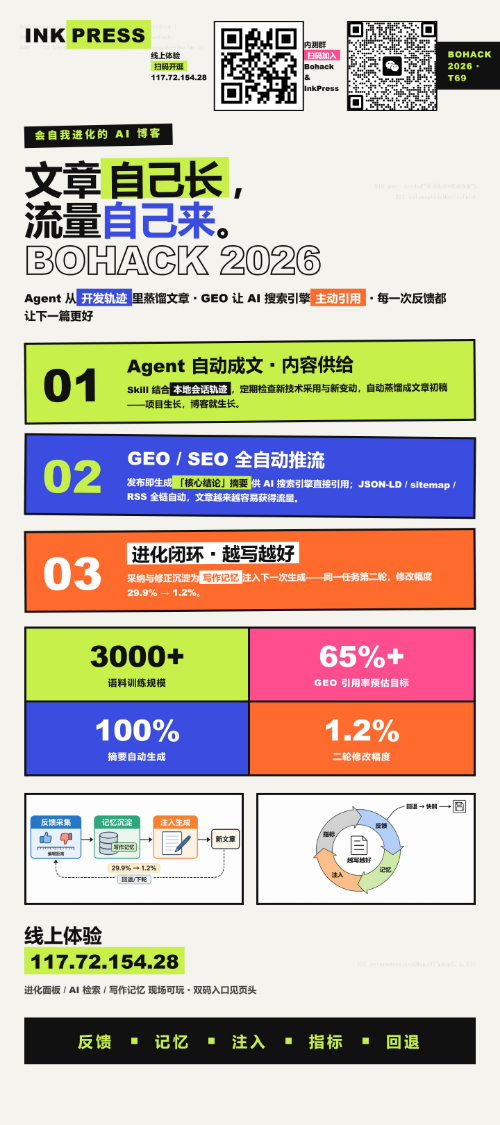 INK PRESS
线上体验
扫码开逛
117.72.154.28
内测群
扫码加入
Bohack
&
InkPress
BOHACK
2026 ·
T69
会自我进化的 AI 博客
文章自己长，
流量自己来。
BOHACK 2026
Agent 从 开发轨迹 里蒸馏文章 · GEO 让 AI 搜索引擎 主动引用 · 每一次反馈都
让下一篇更好
01
Agent 自动成文 · 内容供给
Skill 结合 本地会话轨迹 ，定期检查新技术采用与新变动，自动蒸馏成文章初稿
——项目生长，博客就生长。
02
GEO / SEO 全自动推流
发布即生成「核心结论」摘要 供 AI 搜索引擎直接引用；JSON-LD / sitemap /
RSS 全链自动，文章越来越容易获得流量。
03
进化闭环 · 越写越好
采纳与修正沉淀为 写作记忆 注入下一次生成——同一任务第二轮，修改幅度
29.9% → 1.2%。
3000+
语料训练规模
65%+
GEO 引用率预估目标
100%
摘要自动生成
1.2%
二轮修改幅度
反馈采集
记忆沉淀
注入生成
写作记忆
新文章
29.9% → 1.2%
回退/下轮
回退 → 快照
指标
反馈
越写越好
注入
记忆
线上体验
117.72.154.28
进化面板 / AI 检索 / 写作记忆 现场可玩 · 双码入口见页头
反馈 ■ 记忆 ■ 注入 ■ 指标 ■ 回退